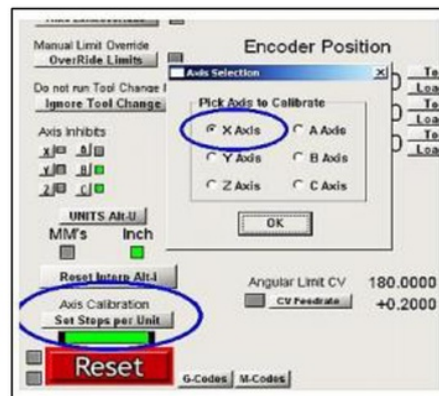 Manual Limit Override
OverRide Limits
Encoder Position
Axis Selection
Do not run Tool Change
Ignore Tool Change
Pick Axis to Calibrate
X Axis
A Axis
Y Axis
B Axis
Z Axis
C Axis
OK
Axis Inhibits
X
A
Y
B
Z
C
UNITS Alt-U
MM's
Inch
Reset Interp Alt-I
Axis Calibration
Set Steps per Unit
Angular Limit CV
180.0000
CV Feedrate
+0.2000
Reset
G-Codes
M-Codes